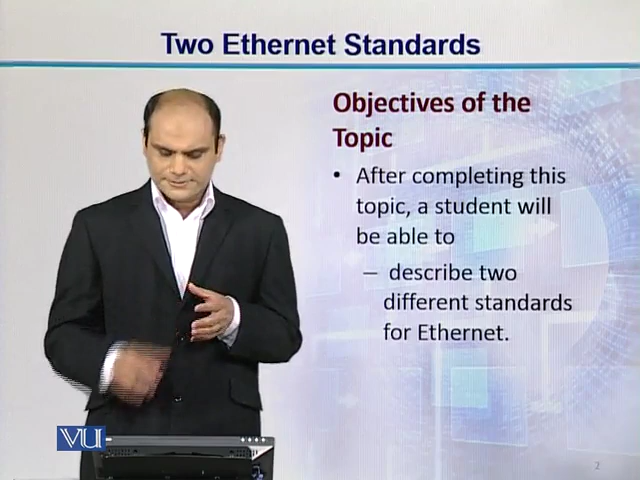 Two Ethernet Standards
Objectives of the
Topic
• After completing this
topic, a student will
be able to
– describe two
different standards
for Ethernet.
VU
2